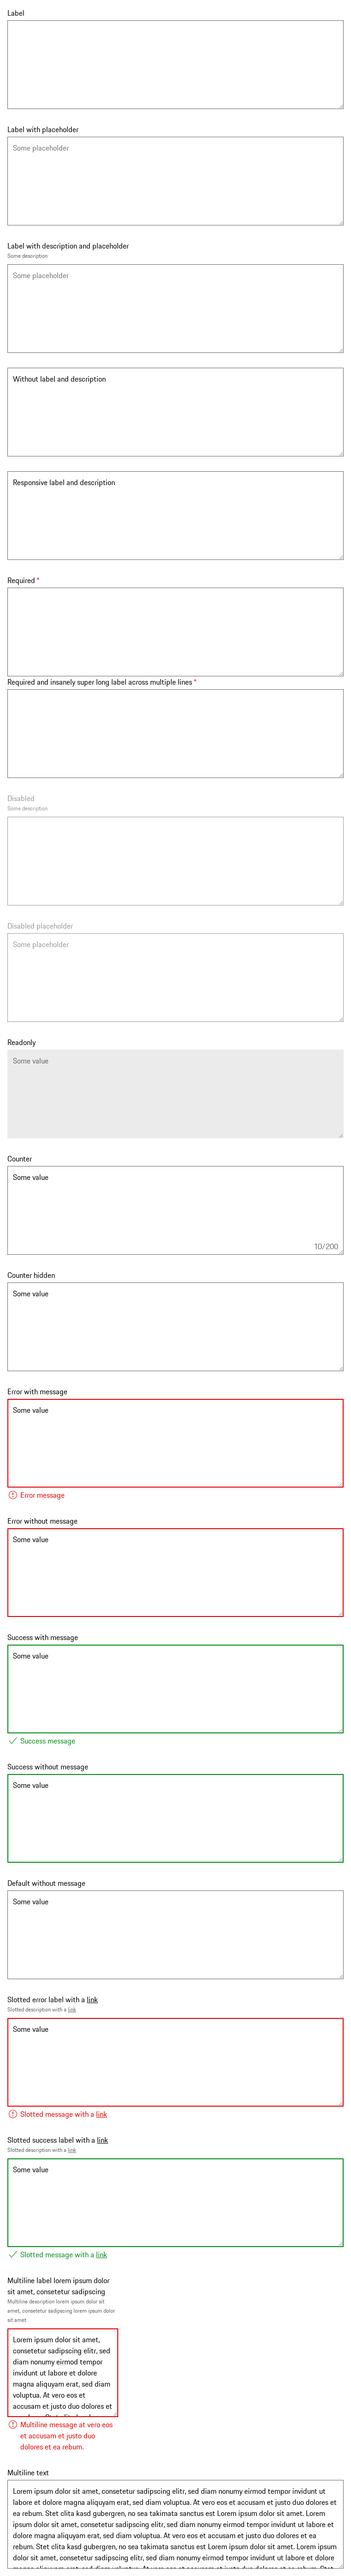 Label
Label with placeholder
Some placeholder
Label with description and placeholder
Some description
Some placeholder
Without label and description
Responsive label and description
Required *
Required and insanely super long label across multiple lines *
Disabled
Some description
Disabled placeholder
Some placeholder
Readonly
Some value
Counter
Some value
10/200
Counter hidden
Some value
Error with message
Some value
Error message
Error without message
Some value
Success with message
Some value
Success message
Success without message
Some value
Default without message
Some value
Slotted error label with a link
Slotted description with a link
Some value
Slotted message with a link
Slotted success label with a link
Slotted description with a link
Some value
Slotted message with a link
Multiline label lorem ipsum dolor
sit amet, consetetur sadipscing
Multiline description lorem ipsum dolor sit
amet, consetetur sadipscing lorem ipsum dolor
sit amet
Lorem ipsum dolor sit amet,
consetetur sadipscing elitr, sed
diam nonumy eirmod tempor
invidunt ut labore et dolore
magna aliquyam erat, sed diam
voluptua. At vero eos et
accusam et justo duo dolores et
Multiline message at vero eos
et accusam et justo duo
dolores et ea rebum.
Multiline text
Lorem ipsum dolor sit amet, consetetur sadipscing elitr, sed diam nonumy eirmod tempor invidunt ut
labore et dolore magna aliquyam erat, sed diam voluptua. At vero eos et accusam et justo duo dolores et
ea rebum. Stet clita kasd gubergren, no sea takimata sanctus est Lorem ipsum dolor sit amet. Lorem
ipsum dolor sit amet, consetetur sadipscing elitr, sed diam nonumy eirmod tempor invidunt ut labore et
dolore magna aliquyam erat, sed diam voluptua. At vero eos et accusam et justo duo dolores et ea
rebum. Stet clita kasd gubergren, no sea takimata sanctus est Lorem ipsum dolor sit amet. Lorem ipsum
dolor sit amet, consetetur sadipscing elitr, sed diam nonumy eirmod tempor invidunt ut labore et dolore